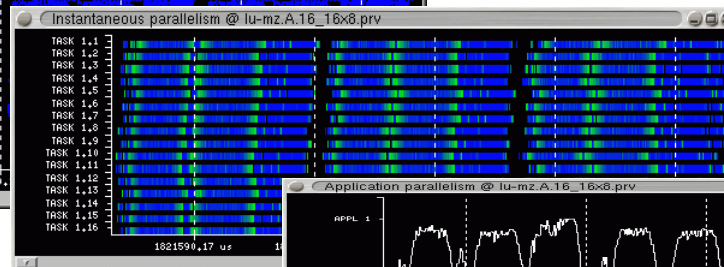 Instantaneous parallelism @ lu-mz.A.16_16x8.prv
TASK 1.1
TASK 1.2
TASK 1.3
TASK 1.4
TASK 1.5
TASK 1.6
TASK 1.7
TASK 1.8
TASK 1.9
TASK 1.10
TASK 1.11
TASK 1.12
TASK 1.13
TASK 1.14
TASK 1.15
TASK 1.16
1821590.17 us
Application parallelism @ lu-mz.A.16_16x8.prv
APPL 1